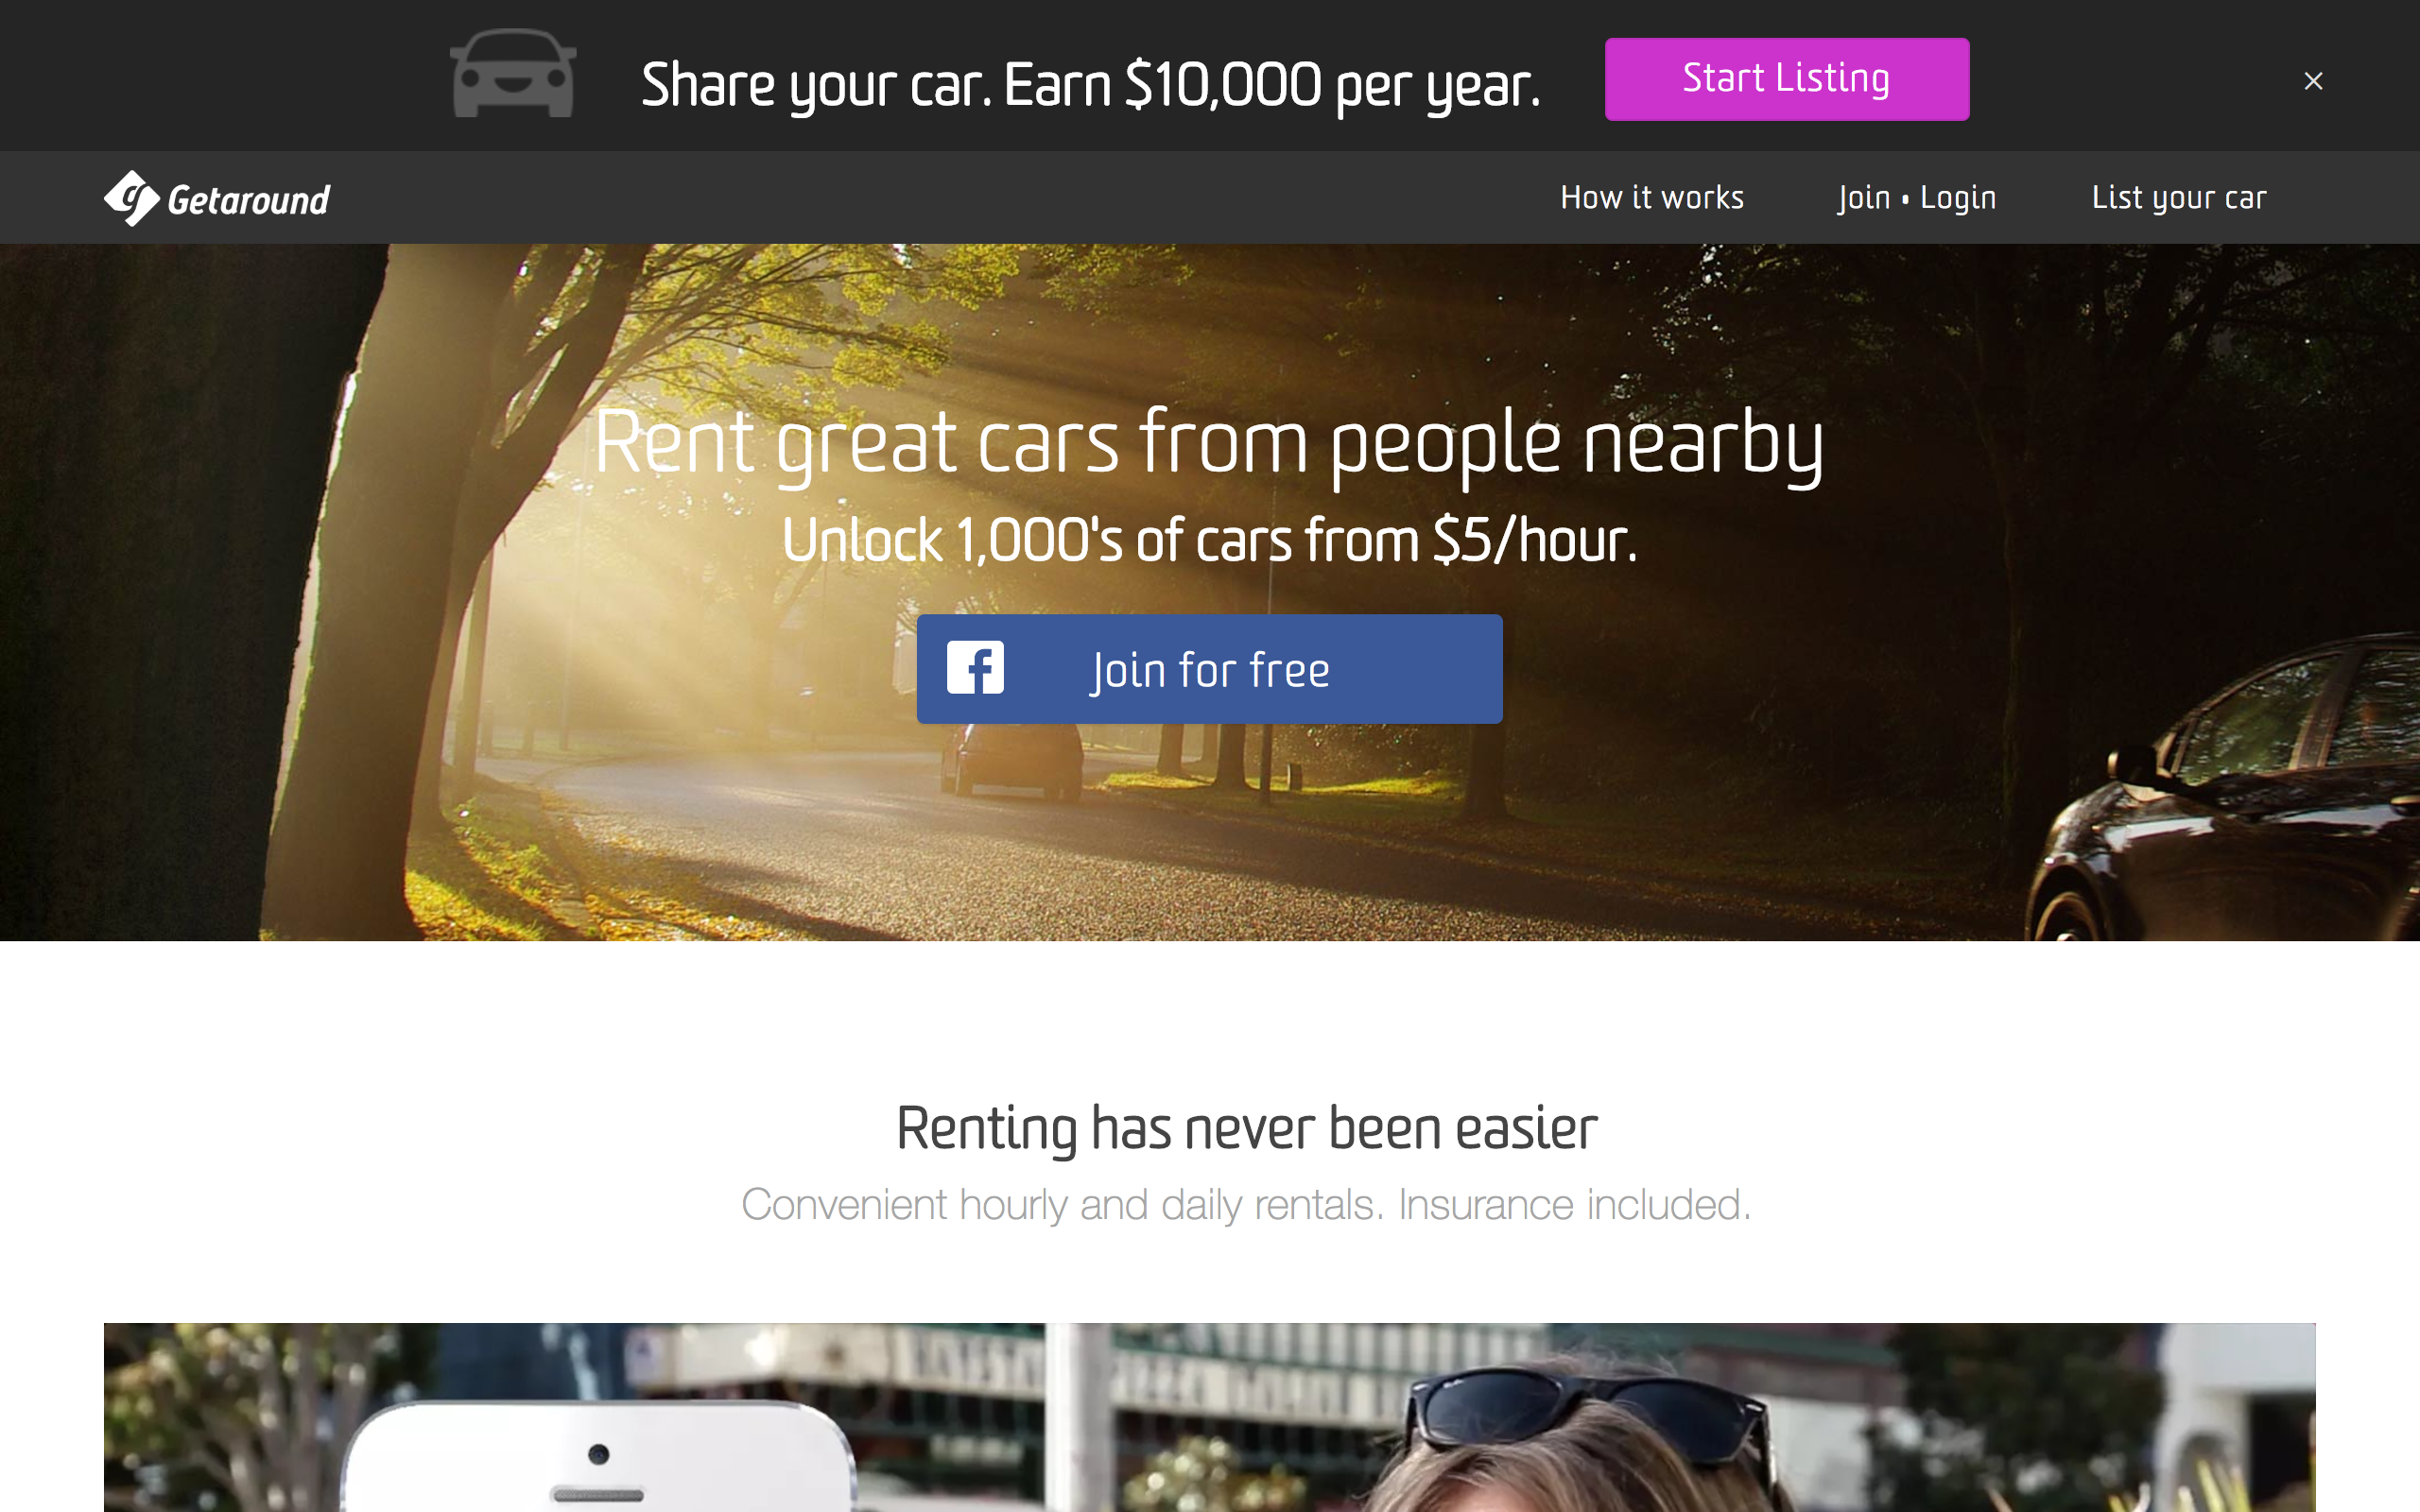 Share your car. Earn $10,000 per year.
Start Listing
×
Getaround
How it works
Join • Login
List your car
Rent great cars from people nearby
Unlock 1,000's of cars from $5/hour.
Join for free
Renting has never been easier
Convenient hourly and daily rentals. Insurance included.